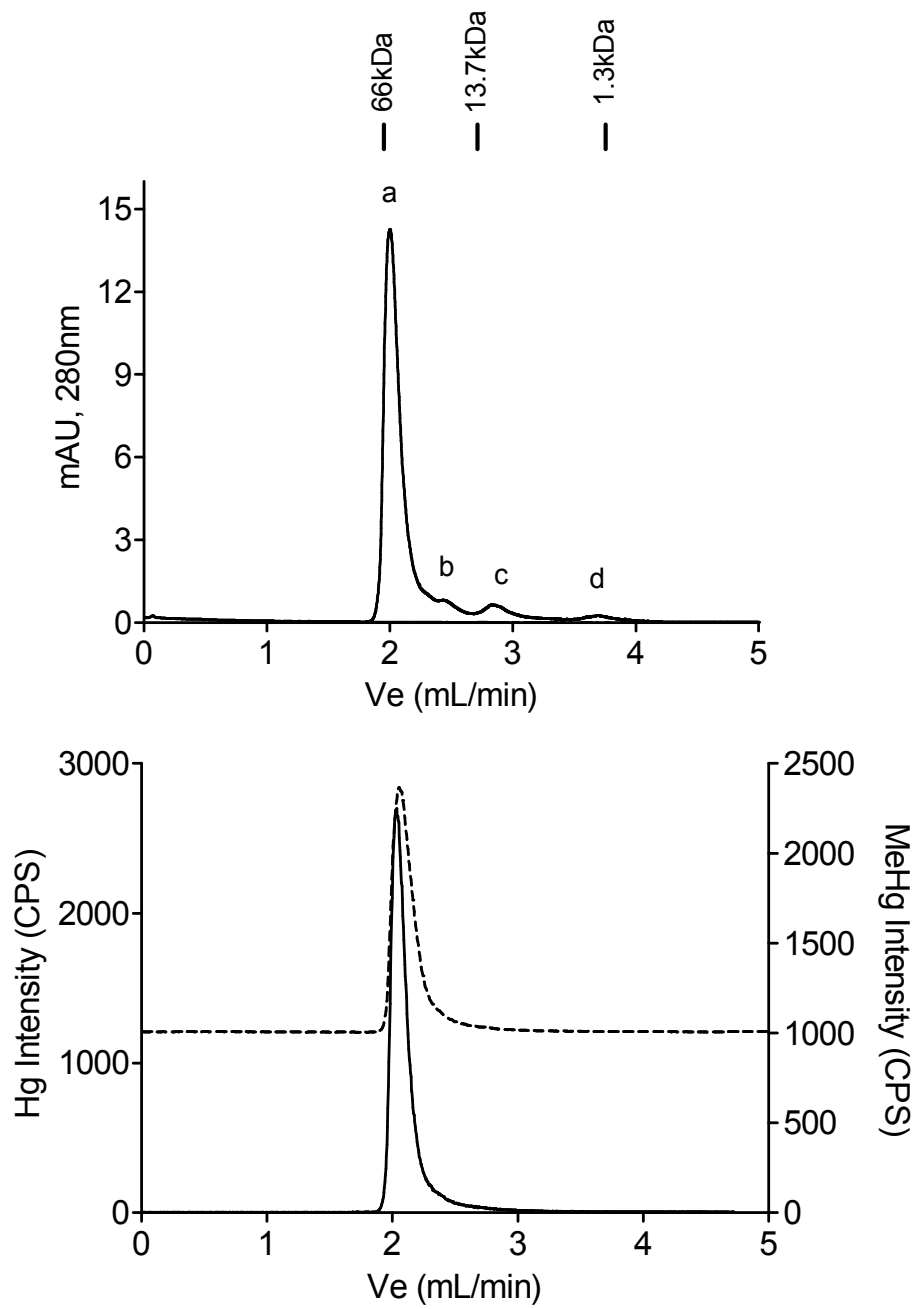 66kDa
13.7kDa
1.3kDa
a
15
12
9
6
3
0
mAU, 280nm
b
c
d
0 1 2 3 4 5
Ve (mL/min)
3000
2000
1000
0
Hg Intensity (CPS)
2500
2000
1500
1000
500
0
MeHg Intensity (CPS)
0 1 2 3 4 5
Ve (mL/min)